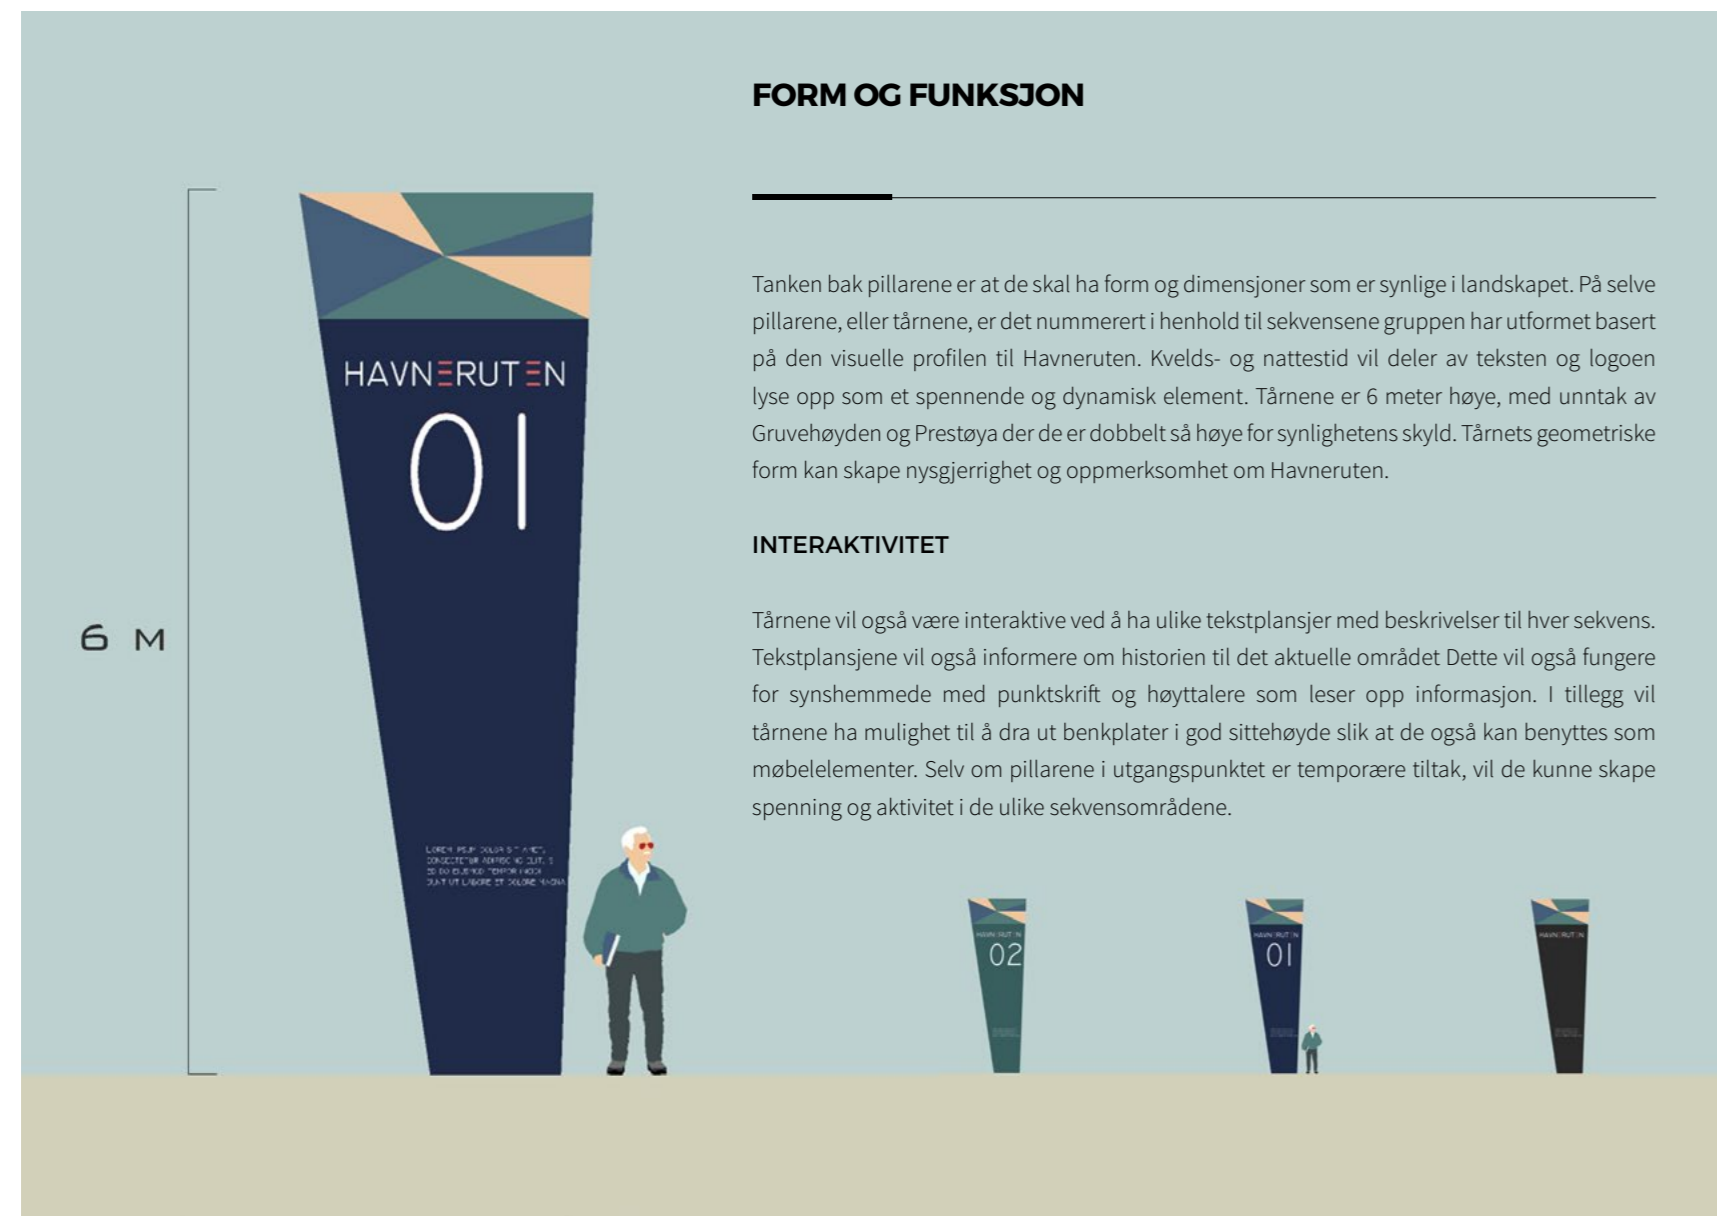 FORM OG FUNKSJON
Tanken bak pillarene er at de skal ha form og dimensjoner som er synlige i landskapet. På selve
pillarene, eller tårnene, er det nummerert i henhold til sekvensene gruppen har utformet basert
på den visuelle profilen til Havneruten. Kvelds- og nattestid vil deler av teksten og logoen
lyse opp som et spennende og dynamisk element. Tårnene er 6 meter høye, med unntak av
Gruvehøyden og Prestøya der de er dobbelt så høye for synlighetens skyld. Tårnets geometriske
form kan skape nysgjerrighet og oppmerksomhet om Havneruten.
INTERAKTIVITET
Tårnene vil også være interaktive ved å ha ulike tekstplansjer med beskrivelser til hver sekvens.
Tekstplansjene vil også informere om historien til det aktuelle området Dette vil også fungere
for synshemmede med punktskrift og høyttalere som leser opp informasjon. I tillegg vil
tårnene ha mulighet til å dra ut benkplater i god sittehøyde slik at de også kan benyttes som
møbelelementer. Selv om pillarene i utgangspunktet er temporære tiltak, vil de kunne skape
spenning og aktivitet i de ulike sekvensområdene.
6 M
HAVNERUTEN
01
HAVNERUTEN
02
HAVNERUTEN
01
HAVNERUTEN